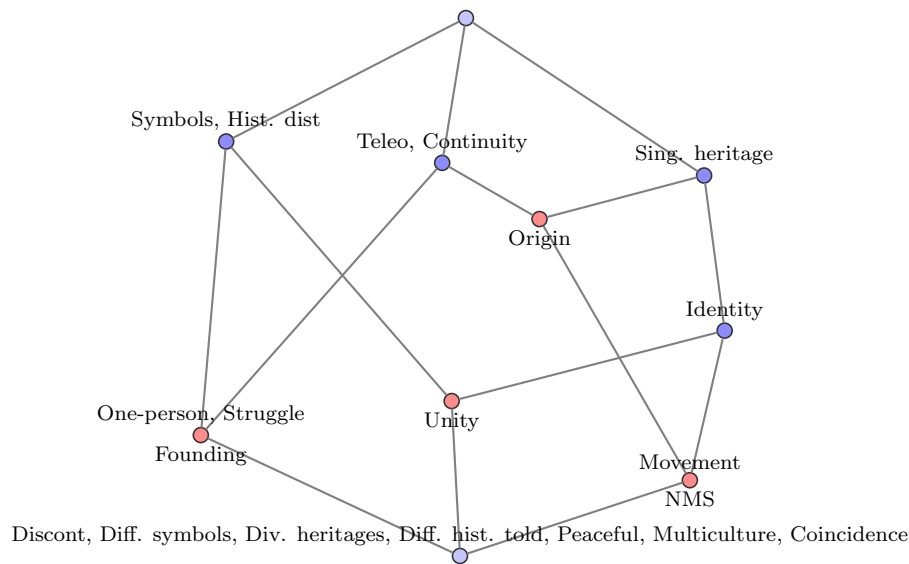 Symbols, Hist. dist
Teleo, Continuity
Sing. heritage
Origin
Identity
One-person, Struggle
Unity
Founding
Movement
NMS
Discont, Diff. symbols, Div. heritages, Diff. hist. told, Peaceful, Multiculture, Coincidence